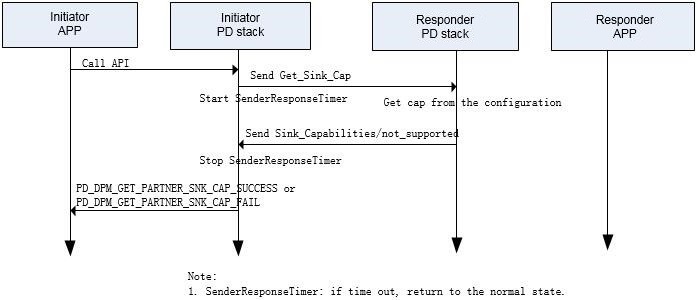 Initiator
APP
Initiator
PD stack
Responder
PD stack
Responder
APP
Call API
Send Get_Sink_Cap
Start SenderResponseTimer
Get cap from the configuration
Send Sink_Capabilities/not_supported
Stop SenderResponseTimer
PD_DPM_GET_PARTNER_SNK_CAP_SUCCESS or
PD_DPM_GET_PARTNER_SNK_CAP_FAIL
Note:
1. SenderResponseTimer: if time out, return to the normal state.